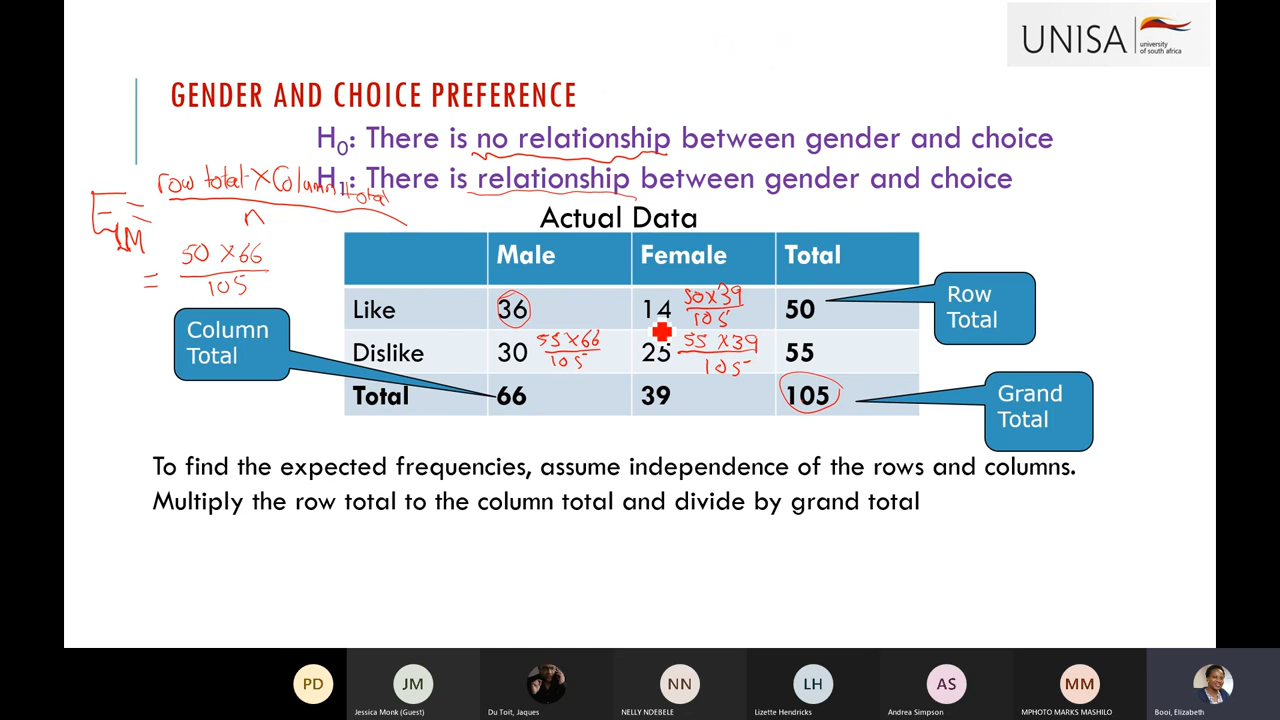 UNISA
university
of south africa
GENDER AND CHOICE PREFERENCE
H0: There is no relationship between gender and choice
H1: There is relationship between gender and choice
row total X Column total
n
ELM
= 50 X 66
105
Actual Data
Male Female Total
Like 36 14 50 X 39 50
105
Dislike 30 55 X 66 25 55 X 39 55
105 105
Total 66 39 105
Column
Total
Row
Total
Grand
Total
To find the expected frequencies, assume independence of the rows and columns.
Multiply the row total to the column total and divide by grand total
PD JM NN LH AS MM
Jessica Monk (Guest) Du Toit, Jaques NELLY NDEBELE Lizette Hendricks Andrea Simpson MPHOTO MARKS MASHILO Booi, Elizabeth